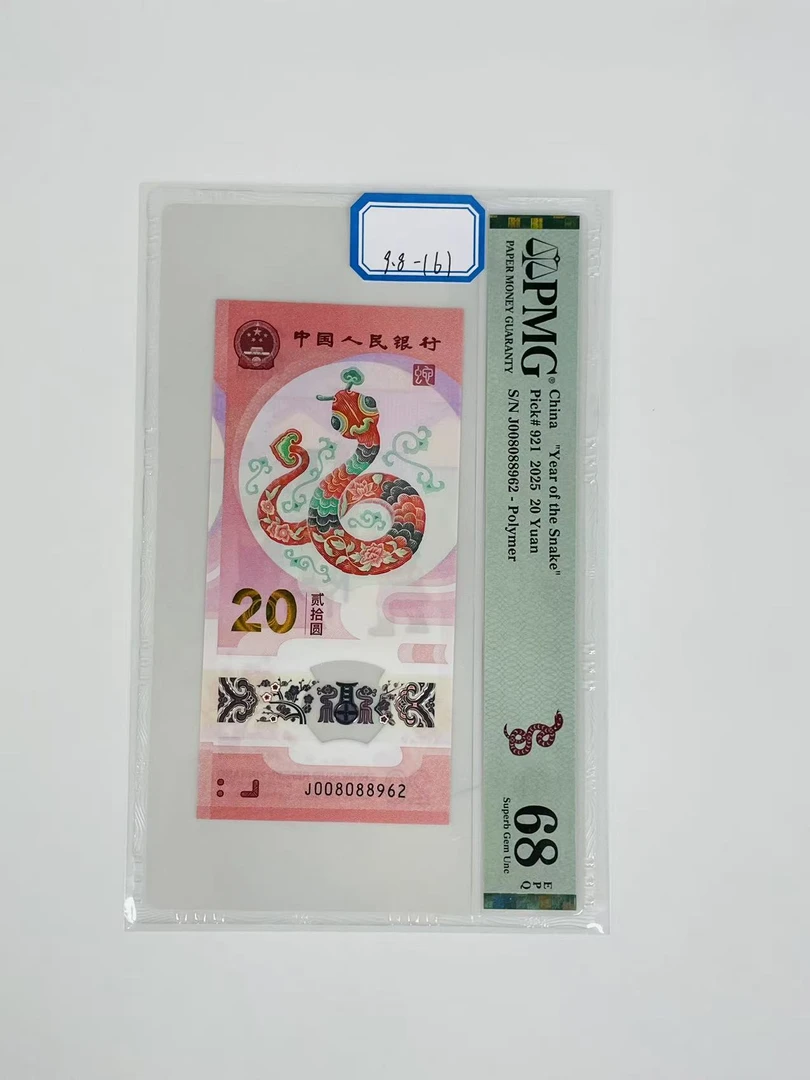 9.8-(6)
中国人民银行
20
贰拾圆
J008088962
PMG®
PAPER MONEY GUARANTY
China "Year of the Snake"
Pick# 921 2025 20 Yuan
S/N J008088962 - Polymer
68
EPQ
Superb Gem Unc